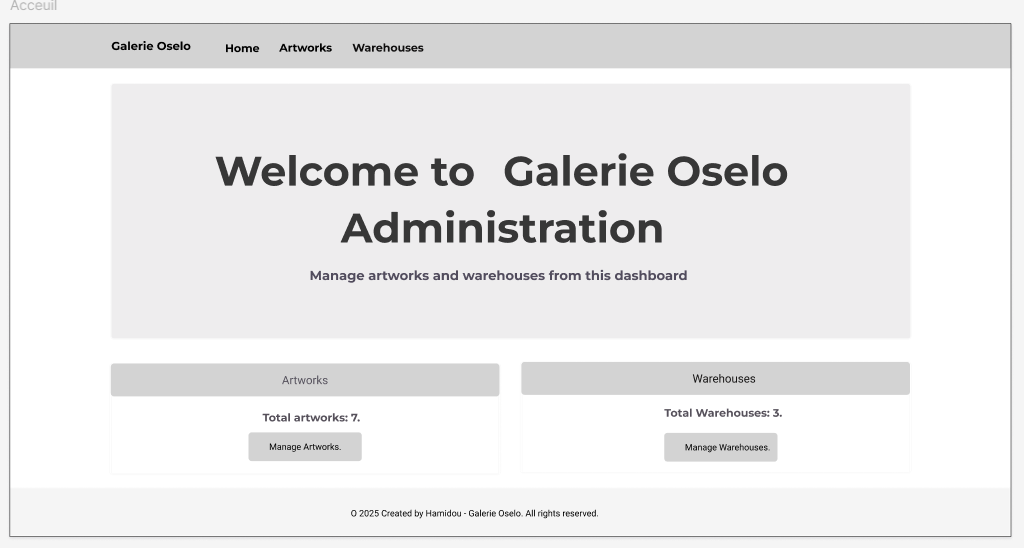 Acceuil
Galerie Oselo Home Artworks Warehouses
Welcome to Galerie Oselo
Administration
Manage artworks and warehouses from this dashboard
Artworks
Total artworks: 7.
Manage Artworks.
Warehouses
Total Warehouses: 3.
Manage Warehouses.
O 2025 Created by Hamidou - Galerie Oselo. All rights reserved.